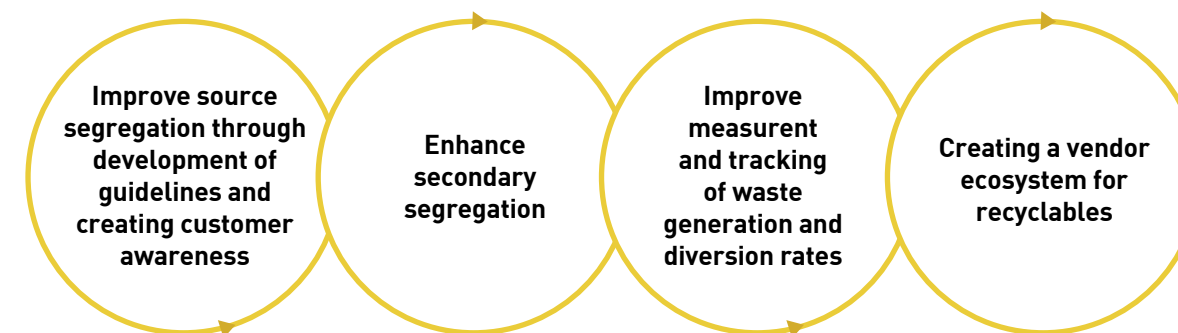 Improve source
segregation through
development of
guidelines and
creating customer
awareness
Enhance
secondary
segregation
Improve
measurent
and tracking
of waste
generation and
diversion rates
Creating a vendor
ecosystem for
recyclables